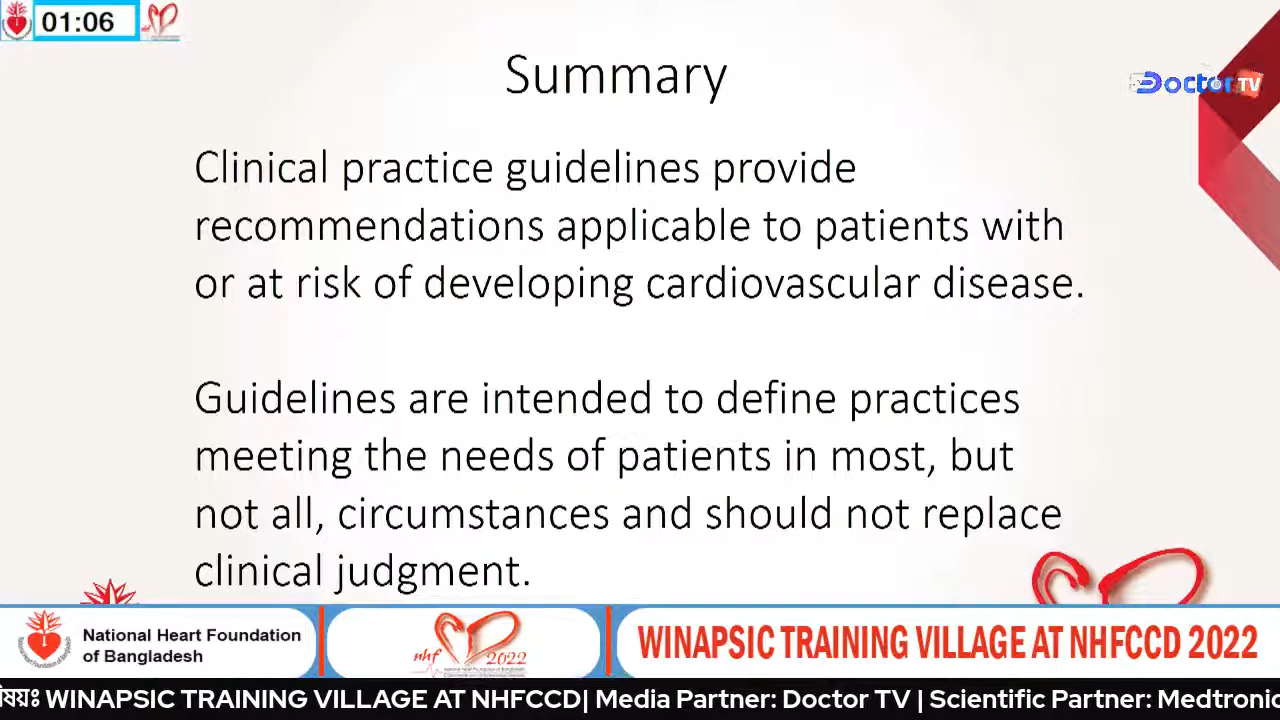 01:06
Summary
Doctor TV
Clinical practice guidelines provide
recommendations applicable to patients with
or at risk of developing cardiovascular disease.
Guidelines are intended to define practices
meeting the needs of patients in most, but
not all, circumstances and should not replace
clinical judgment.
National Heart Foundation
of Bangladesh
nhf 2022
WINAPSIC TRAINING VILLAGE AT NHFCCD 2022
WINAPSIC TRAINING VILLAGE AT NHFCCD| Media Partner: Doctor TV | Scientific Partner: Medtronic